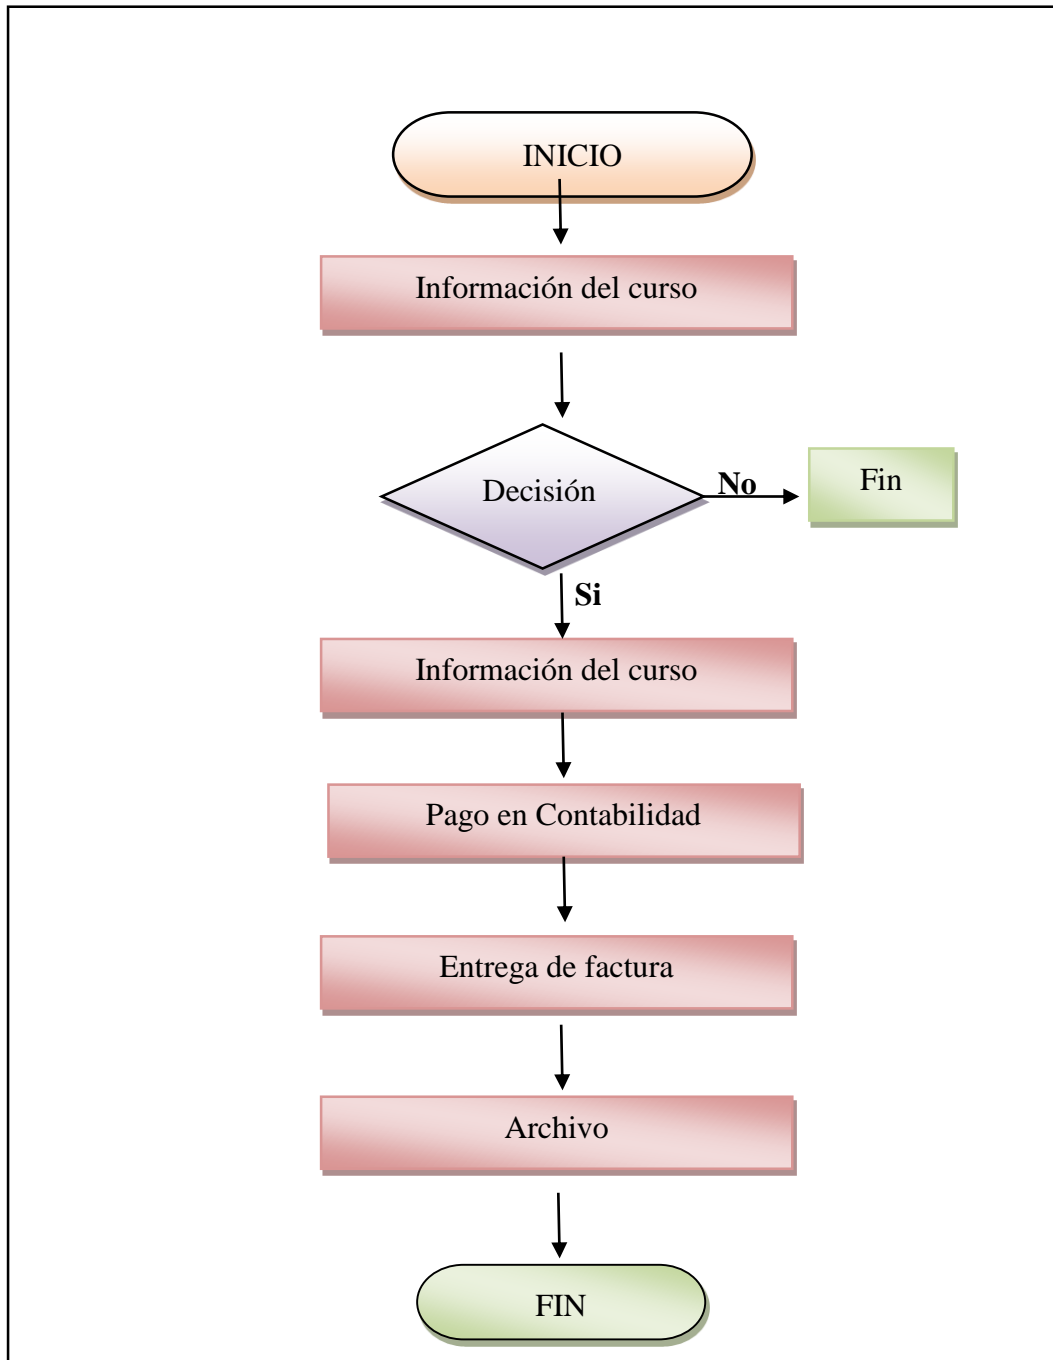 INICIO
Información del curso
Decisión
No
Fin
Si
Información del curso
Pago en Contabilidad
Entrega de factura
Archivo
FIN